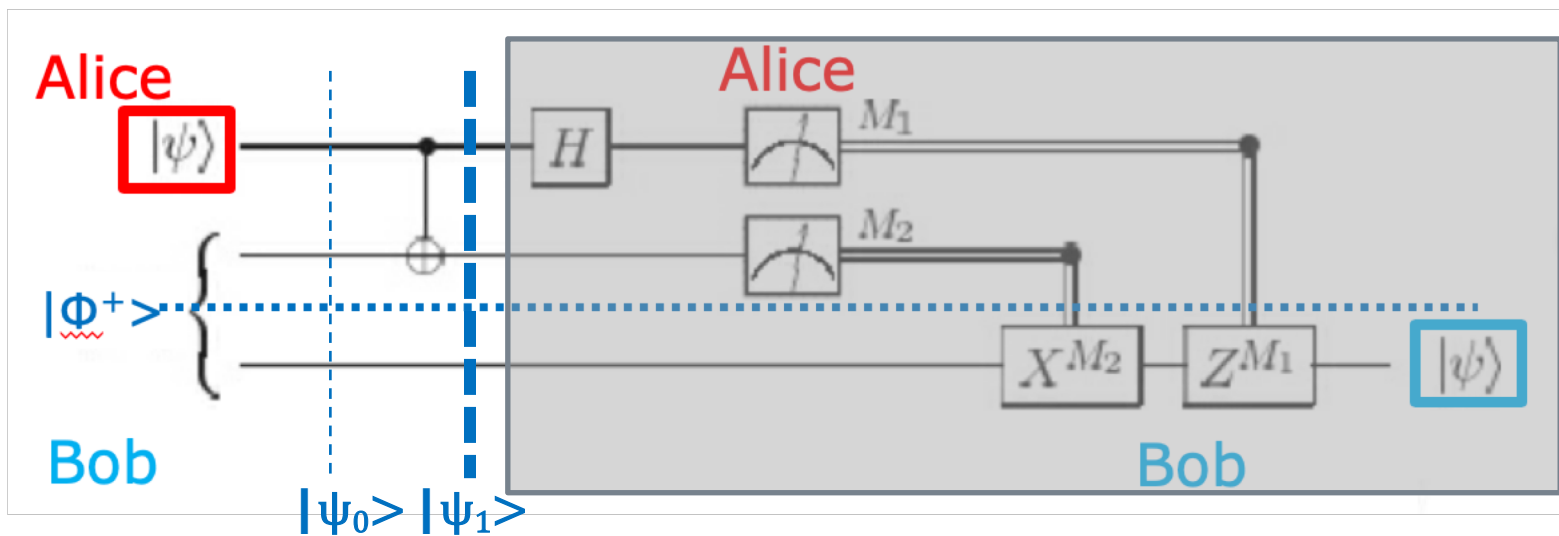 Alice
Alice
|ψ⟩
H
M₁
M₂
|Φ⁺>
X^M₂
Z^M₁
|ψ⟩
Bob
Bob
|ψ₀> |ψ₁>